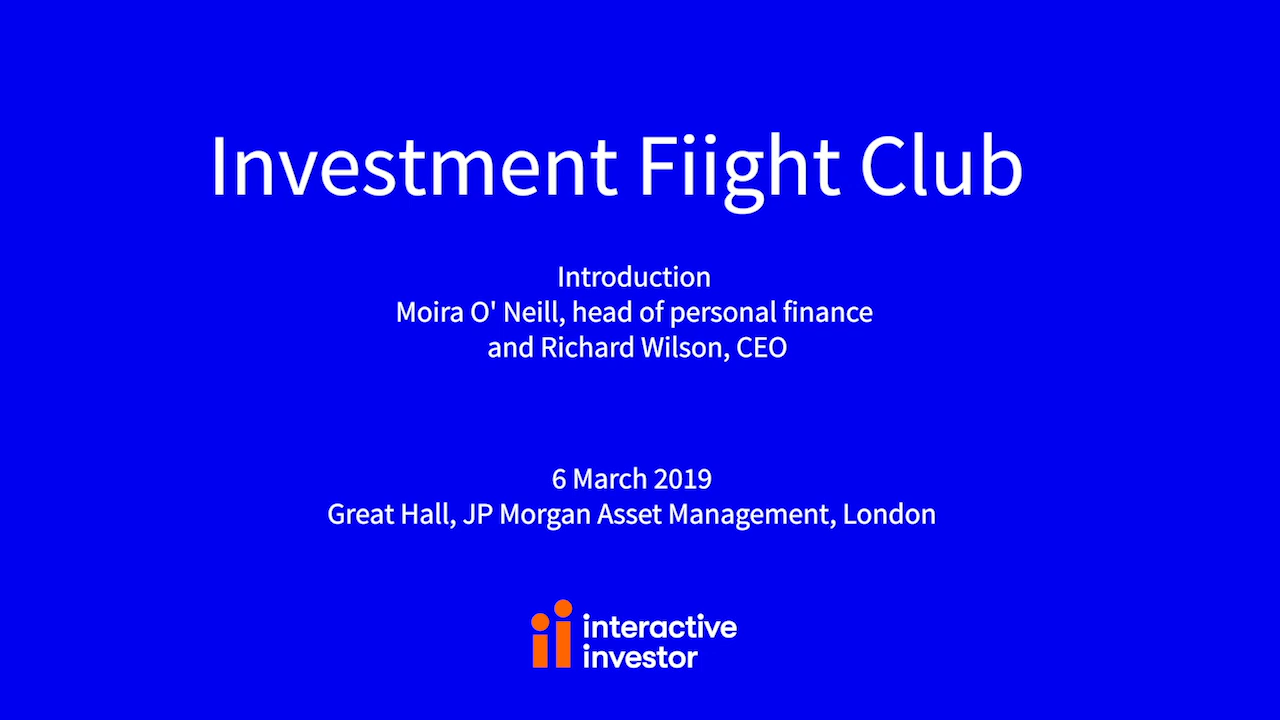 Investment Fiight Club
Introduction
Moira O' Neill, head of personal finance
and Richard Wilson, CEO
6 March 2019
Great Hall, JP Morgan Asset Management, London
interactive
investor